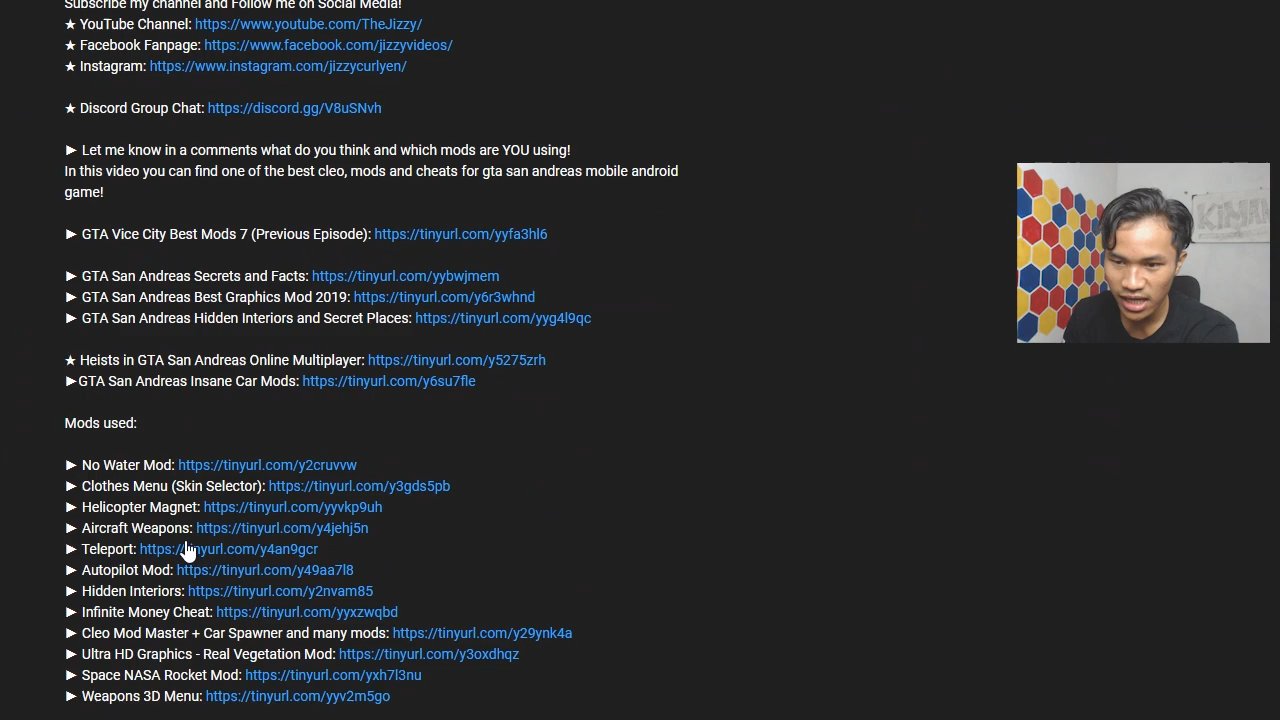 Subscribe my channel and Follow me on Social Media!
★ YouTube Channel: https://www.youtube.com/TheJizzy/
★ Facebook Fanpage: https://www.facebook.com/jizzyvideos/
★ Instagram: https://www.instagram.com/jizzycurlyen/
★ Discord Group Chat: https://discord.gg/V8uSNvh
► Let me know in a comments what do you think and which mods are YOU using!
In this video you can find one of the best cleo, mods and cheats for gta san andreas mobile android
game!
► GTA Vice City Best Mods 7 (Previous Episode): https://tinyurl.com/yyfa3hl6
► GTA San Andreas Secrets and Facts: https://tinyurl.com/yybwjmem
► GTA San Andreas Best Graphics Mod 2019: https://tinyurl.com/y6r3whnd
► GTA San Andreas Hidden Interiors and Secret Places: https://tinyurl.com/yyg4l9qc
★ Heists in GTA San Andreas Online Multiplayer: https://tinyurl.com/y5275zrh
►GTA San Andreas Insane Car Mods: https://tinyurl.com/y6su7fle
Mods used:
► No Water Mod: https://tinyurl.com/y2cruvvw
► Clothes Menu (Skin Selector): https://tinyurl.com/y3gds5pb
► Helicopter Magnet: https://tinyurl.com/yyvkp9uh
► Aircraft Weapons: https://tinyurl.com/y4jehj5n
► Teleport: https://tinyurl.com/y4an9gcr
► Autopilot Mod: https://tinyurl.com/y49aa7l8
► Hidden Interiors: https://tinyurl.com/y2nvam85
► Infinite Money Cheat: https://tinyurl.com/yyxzwqbd
► Cleo Mod Master + Car Spawner and many mods: https://tinyurl.com/y29ynk4a
► Ultra HD Graphics - Real Vegetation Mod: https://tinyurl.com/y3oxdhqz
► Space NASA Rocket Mod: https://tinyurl.com/yxh7l3nu
► Weapons 3D Menu: https://tinyurl.com/yyv2m5go